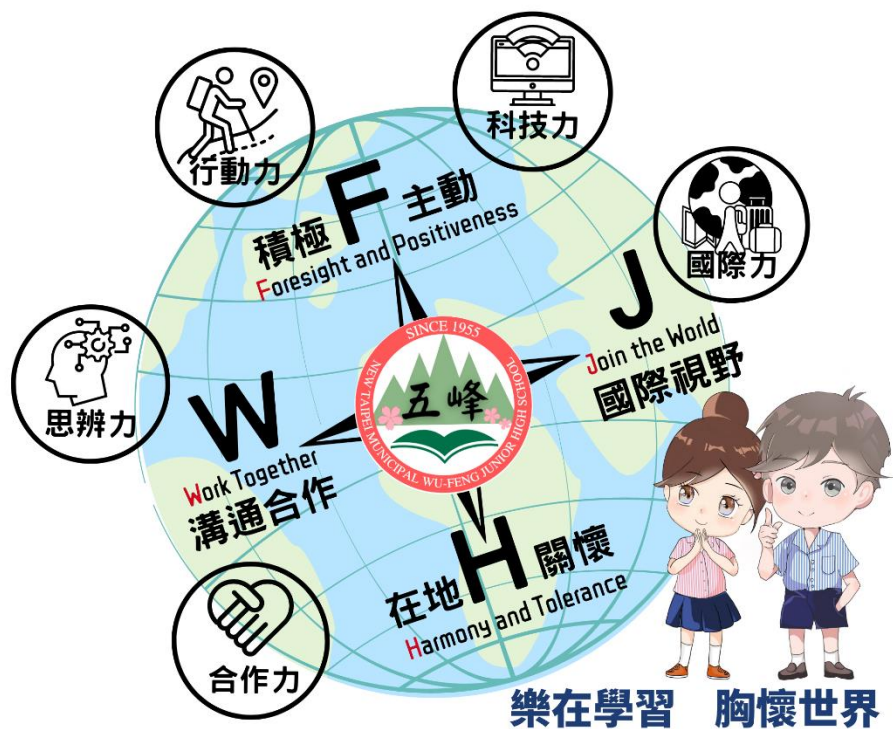 科技力
行動力
國際力
思辨力
合作力
積極 F 主動
Foresight and Positiveness
J
Join the World
國際視野
W
Work Together
溝通合作
在地 H 關懷
Harmony and Tolerance
SINCE 1955
NEW TAIPEI MUNICIPAL WU-FENG JUNIOR HIGH SCHOOL
五峰
樂在學習 胸懷世界